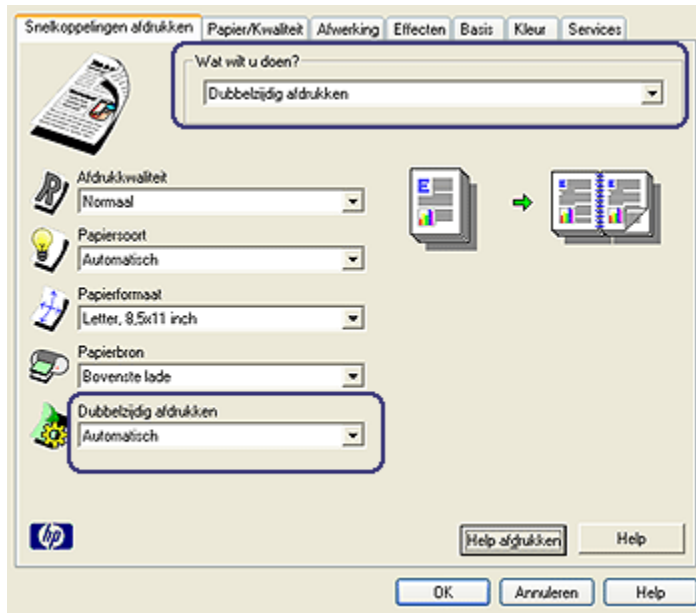 Snelkoppelingen afdrukken Papier/Kwaliteit Afwerking Effecten Basis Kleur Services
Wat wilt u doen?
Dubbelzijdig afdrukken
Afdrukkwaliteit
Normaal
Papiersoort
Automatisch
Papierformaat
Letter, 8,5x11 inch
Papierbron
Bovenste lade
Dubbelzijdig afdrukken
Automatisch
hp
Help afdrukken Help
OK Annuleren Help